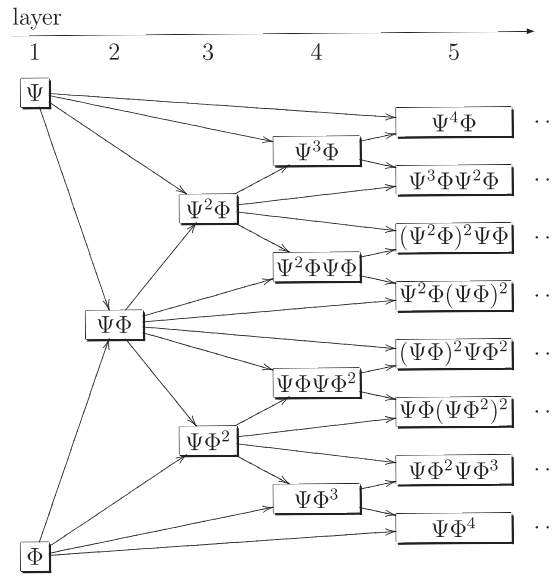 layer
1 2 3 4 5
Ψ
Ψ⁴Φ ..
Ψ³Φ
Ψ³ΦΨ²Φ ..
Ψ²Φ
(Ψ²Φ)²ΨΦ ..
Ψ²ΦΨΦ
Ψ²Φ(ΨΦ)² ..
ΨΦ
(ΨΦ)²ΨΦ² ..
ΨΦΨΦ²
ΨΦ(ΨΦ²)² ..
ΨΦ²
ΨΦ²ΨΦ³ ..
ΨΦ³
ΨΦ⁴ ..
Φ